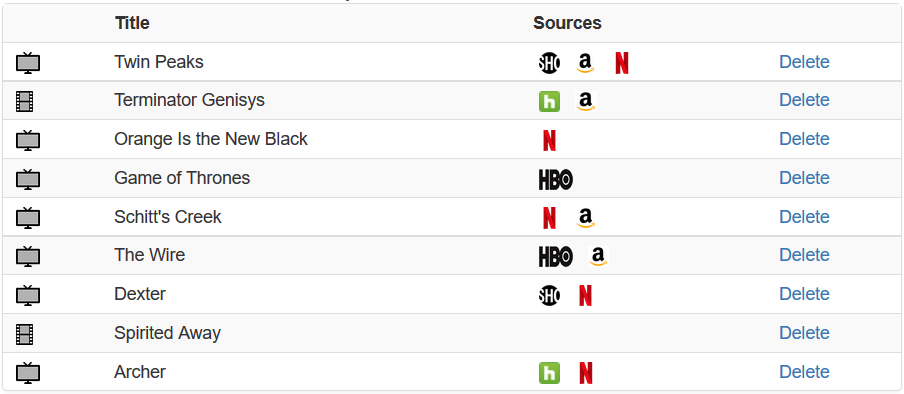 Title Sources
Twin Peaks SHO a N Delete
Terminator Genisys h a Delete
Orange Is the New Black N Delete
Game of Thrones HBO Delete
Schitt's Creek N a Delete
The Wire HBO a Delete
Dexter SHO N Delete
Spirited Away Delete
Archer h N Delete